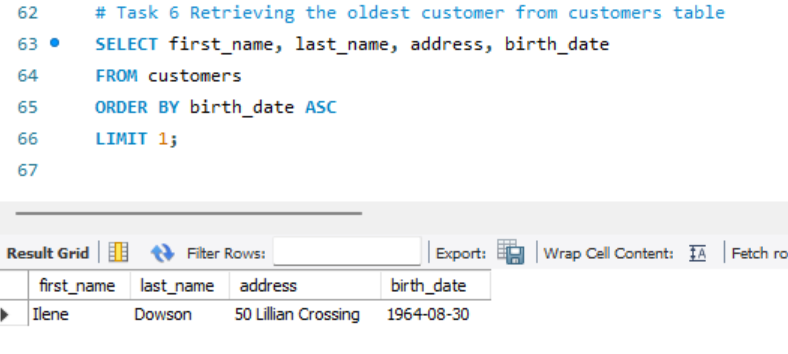 62 # Task 6 Retrieving the oldest customer from customers table
63 SELECT first_name, last_name, address, birth_date
64 FROM customers
65 ORDER BY birth_date ASC
66 LIMIT 1;
67
Result Grid Filter Rows: Export: Wrap Cell Content: Fetch ro
first_name last_name address birth_date
Ilene Dowson 50 Lillian Crossing 1964-08-30